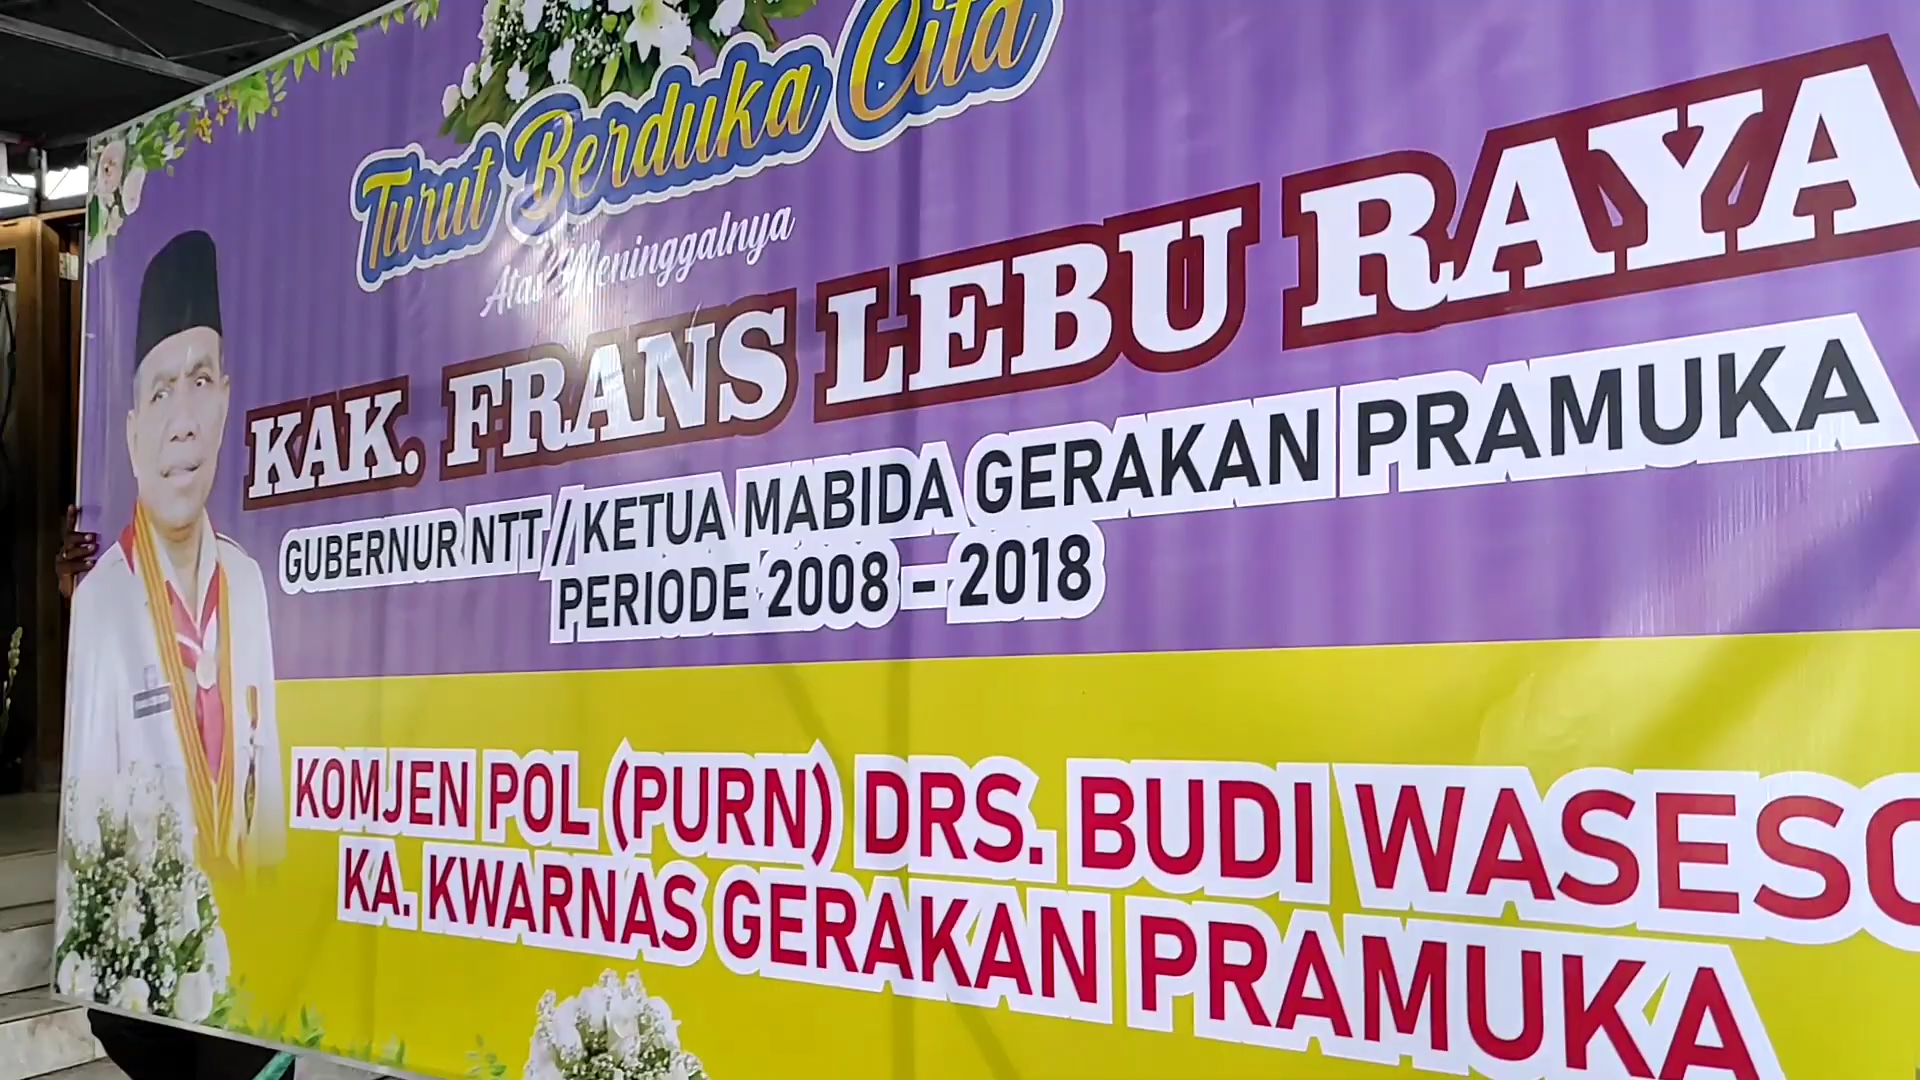 Turut Berduka Cita
Atas Meninggalnya
KAK. FRANS LEBU RAYA
GUBERNUR NTT / KETUA MABIDA GERAKAN PRAMUKA
PERIODE 2008 - 2018
KOMJEN POL (PURN) DRS. BUDI WASESO
KA. KWARNAS GERAKAN PRAMUKA